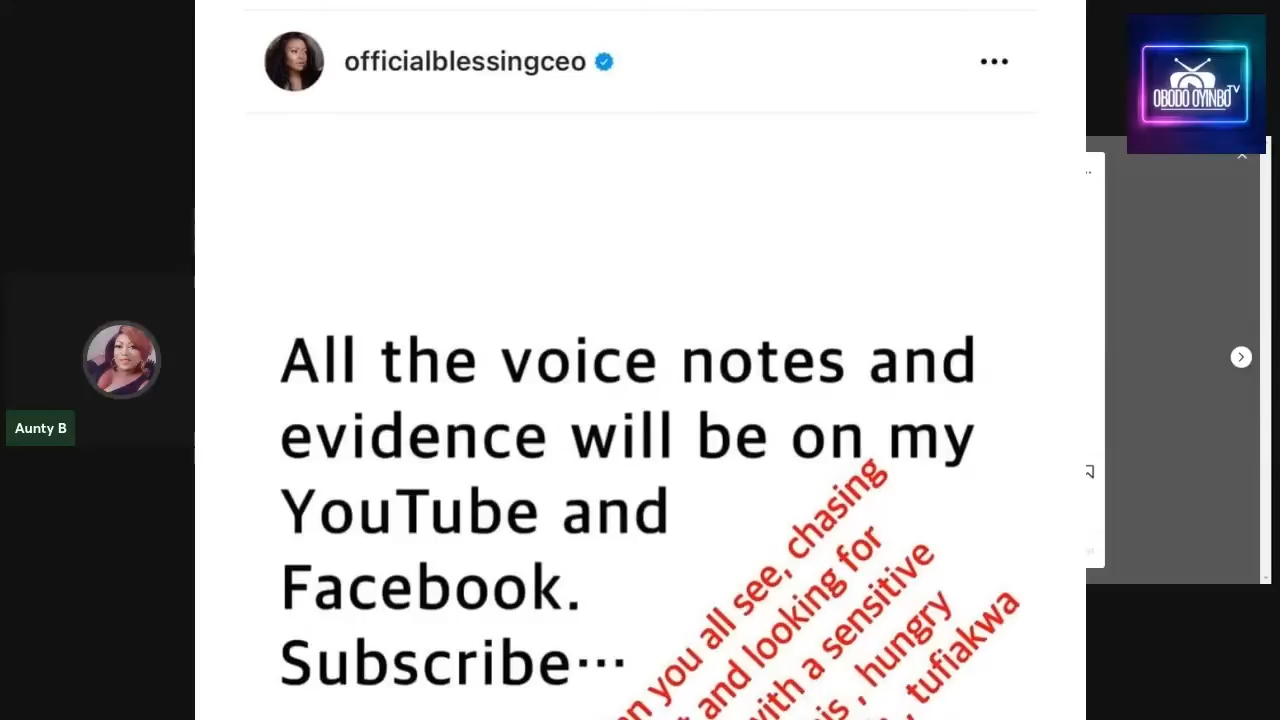 officialblessingceo
OBODO OYINBO TV
Aunty B
All the voice notes and
evidence will be on my
YouTube and
Facebook.
Subscribe...
you all see, chasing
and looking for
with a sensitive
, hungry
, tufiakwa